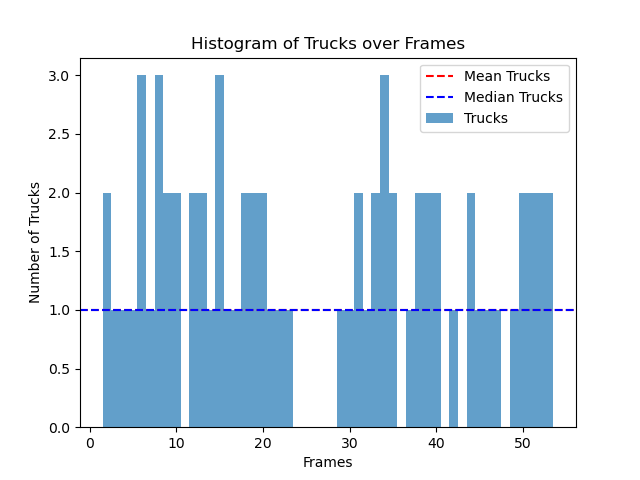 Histogram of Trucks over Frames
Mean Trucks
Median Trucks
Trucks
Number of Trucks
3.0
2.5
2.0
1.5
1.0
0.5
0.0
0
10
20
30
40
50
Frames